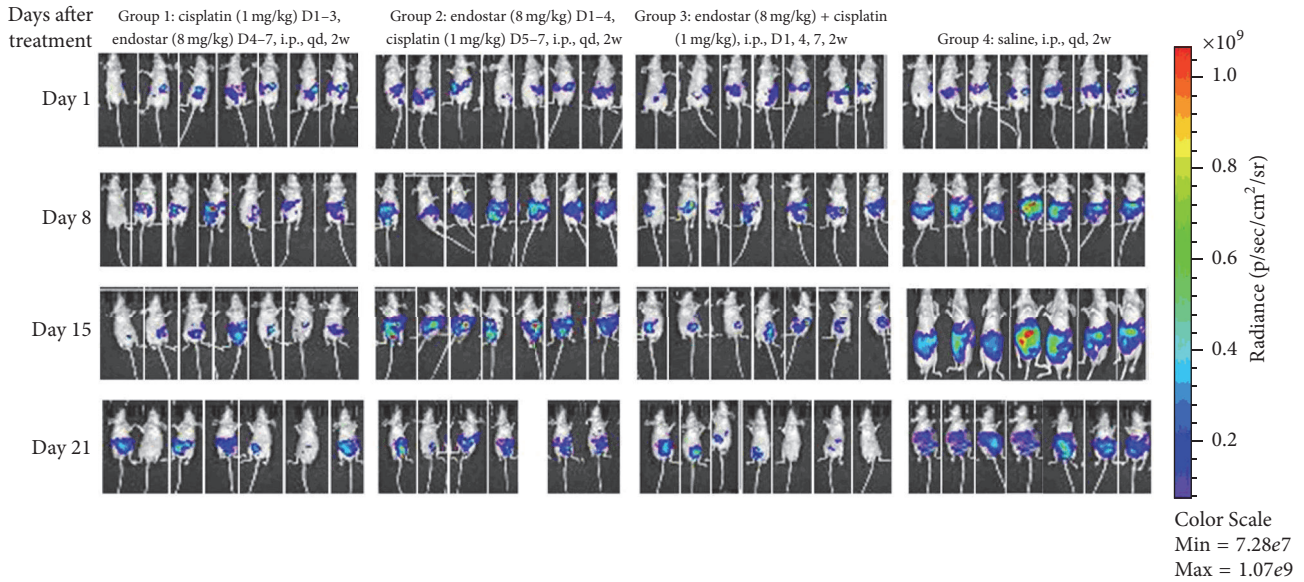 Days after
treatment
Group 1: cisplatin (1 mg/kg) D1–3,
endostar (8 mg/kg) D4–7, i.p., qd, 2w
Group 2: endostar (8 mg/kg) D1–4,
cisplatin (1 mg/kg) D5–7, i.p., qd, 2w
Group 3: endostar (8 mg/kg) + cisplatin
(1 mg/kg), i.p., D1, 4, 7, 2w
Group 4: saline, i.p., qd, 2w
Day 1
Day 8
Day 15
Day 21
×10⁹
1.0
0.8
0.6
0.4
0.2
Radiance (p/sec/cm²/sr)
Color Scale
Min = 7.28e7
Max = 1.07e9